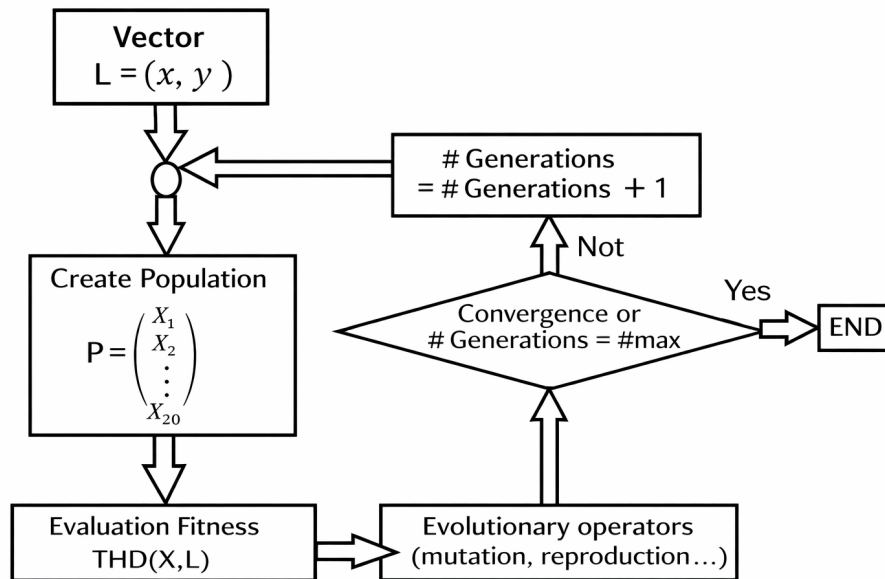 Vector
L = (x, y)
# Generations
= # Generations + 1
Not
Create Population
P = ( X₁
X₂
⋮
X₂₀ )
Convergence or
# Generations = #max
Yes
END
Evaluation Fitness
THD(X,L)
Evolutionary operators
(mutation, reproduction...)